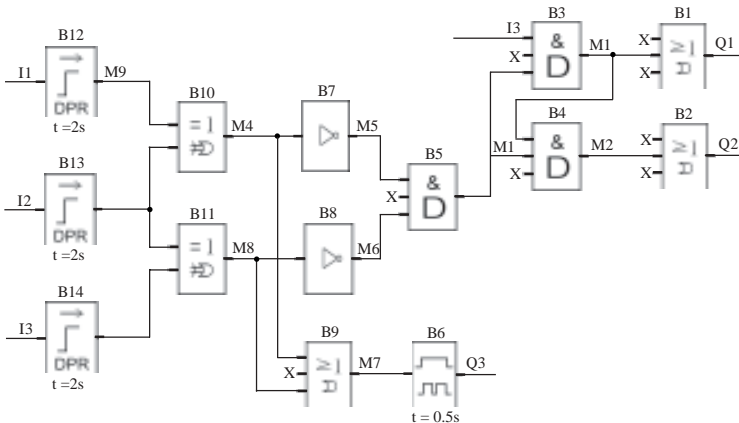 B3
B1
I3
&
M1
≥1
Q1
X
X
X
D
B12
I1
M9
DPR
t =2s
B10
=1
M4
B7
M5
B4
B2
B5
M1
&
M2
≥1
Q2
X
X
X
D
&
X
D
B13
I2
DPR
t =2s
B11
=1
M8
B8
M6
B14
I3
DPR
t =2s
B9
≥1
X
M7
B6
Q3
t = 0.5s